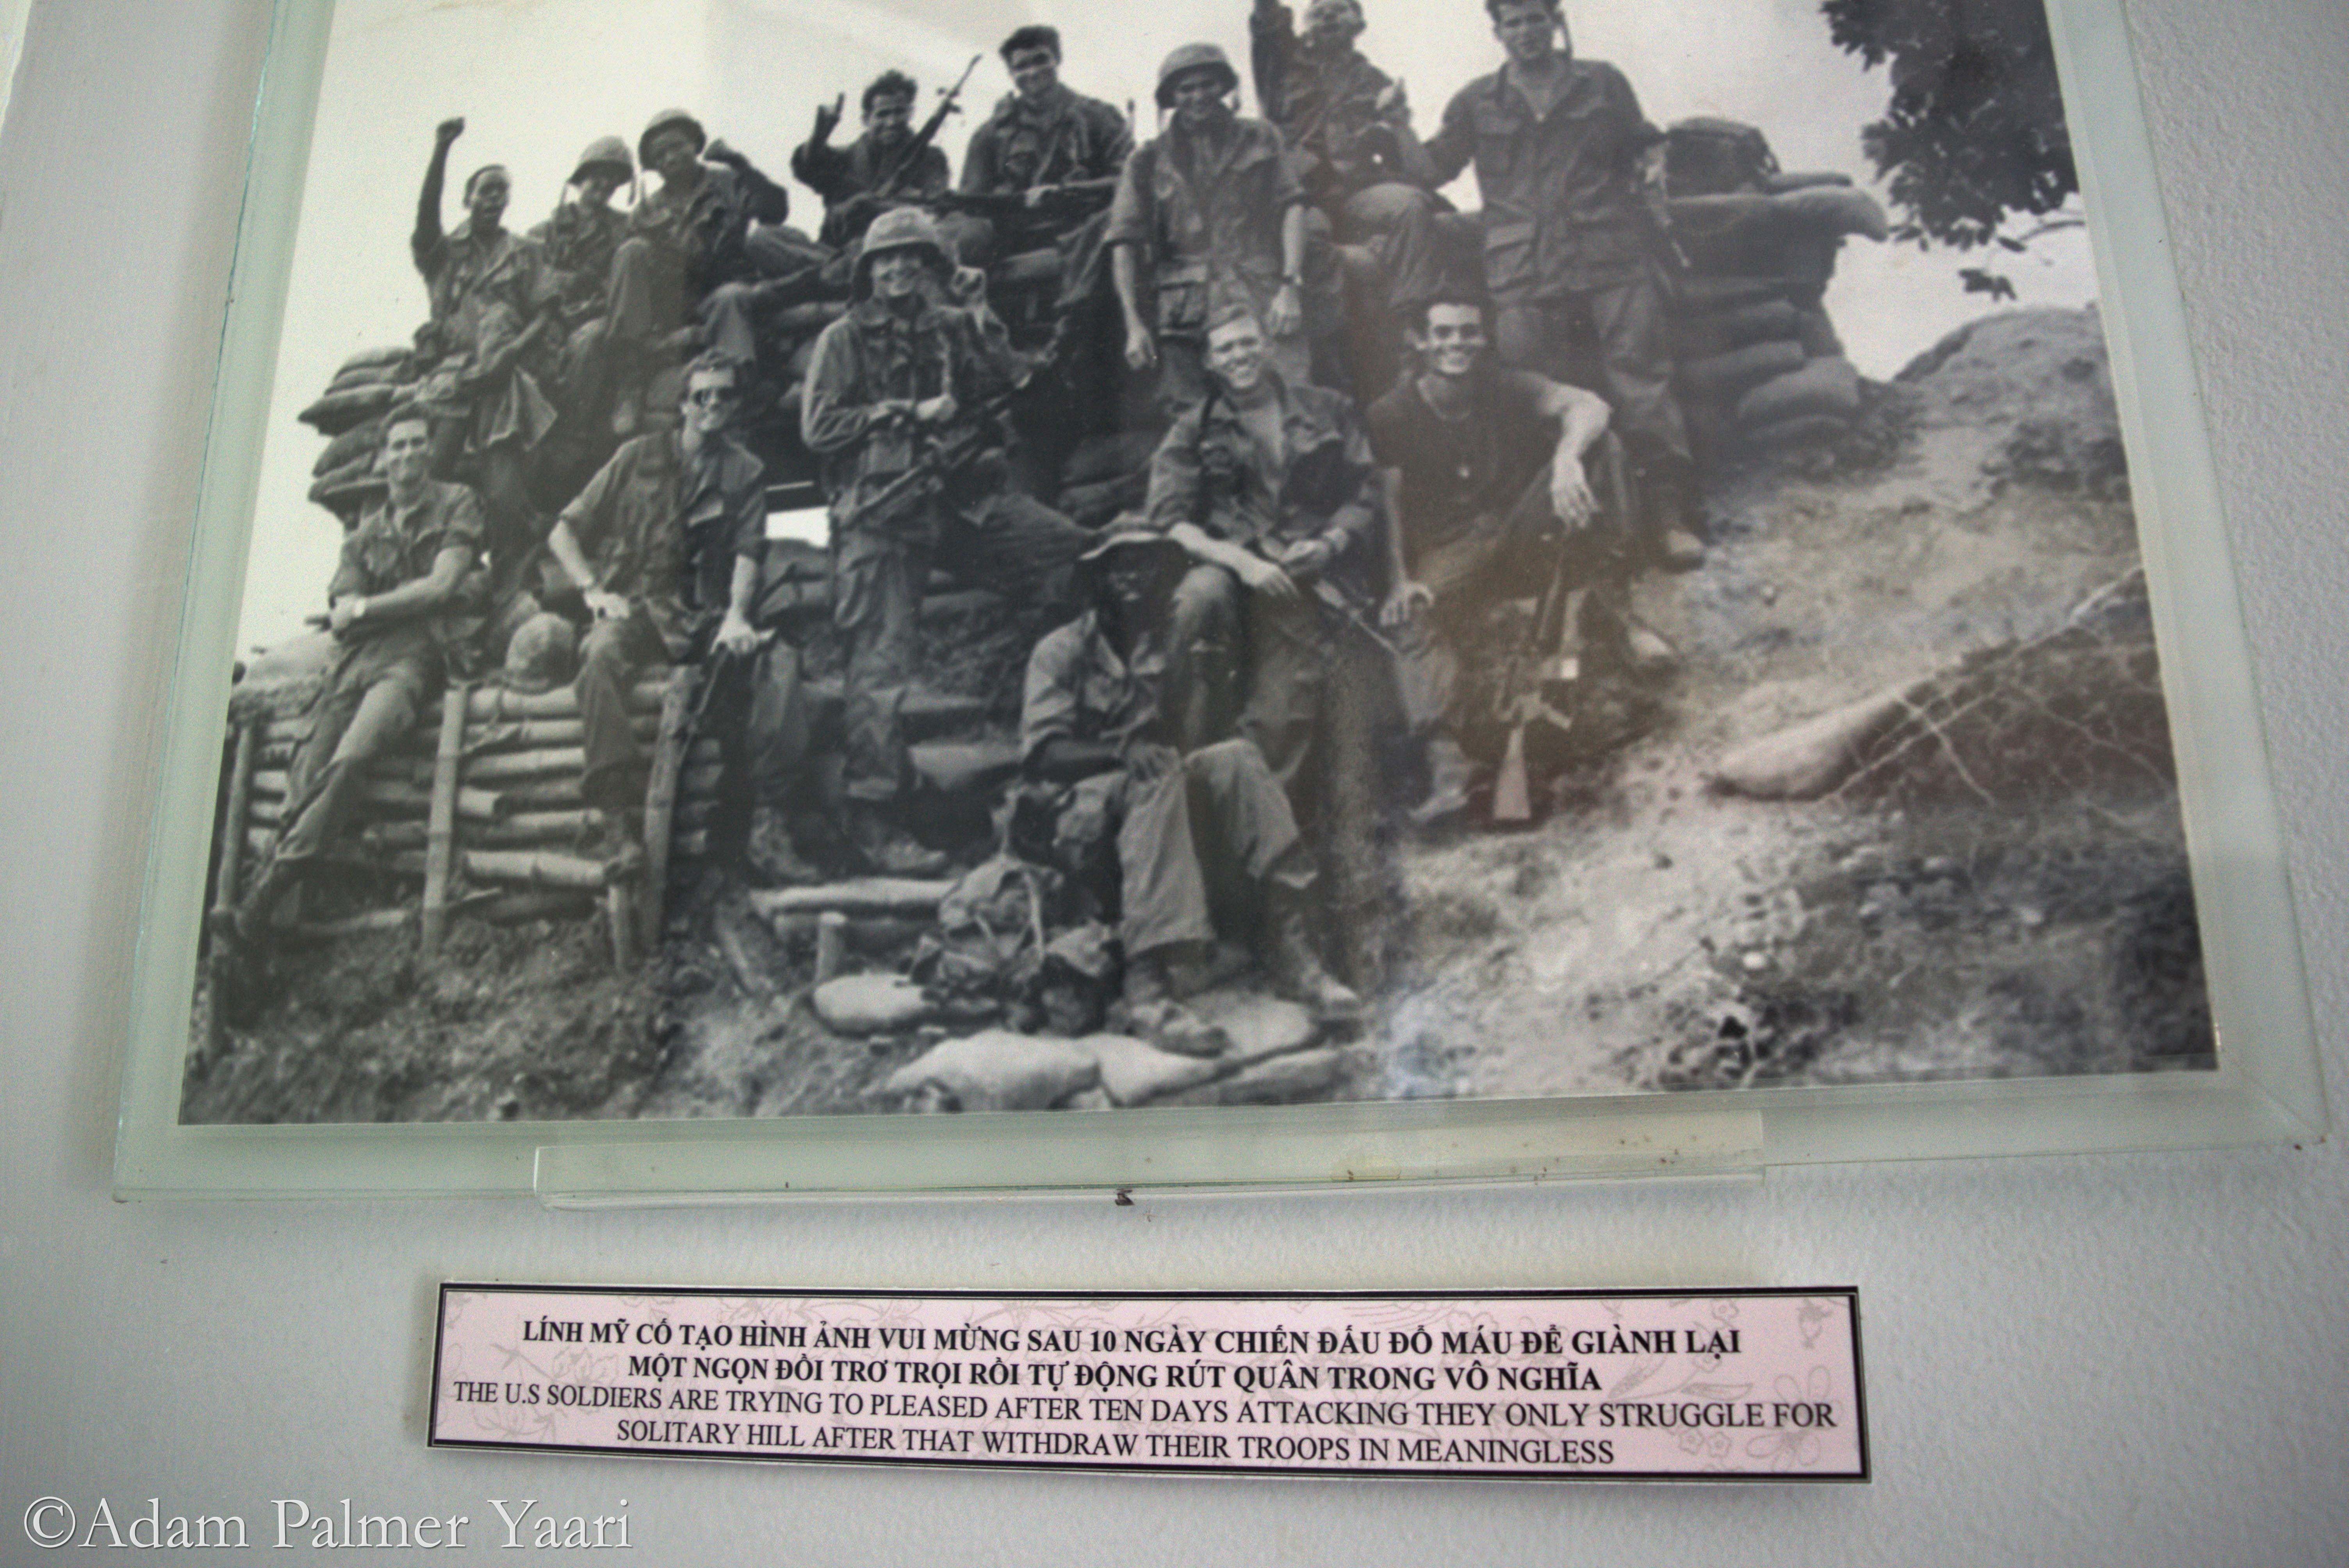 LÍNH MỸ CỐ TẠO HÌNH ẢNH VUI MỪNG SAU 10 NGÀY CHIẾN ĐẤU ĐỔ MÁU ĐỂ GIÀNH LẠI
MỘT NGỌN ĐỒI TRƠ TRỌI RỒI TỰ ĐỘNG RÚT QUÂN TRONG VÔ NGHĨA
THE U.S SOLDIERS ARE TRYING TO PLEASED AFTER TEN DAYS ATTACKING THEY ONLY STRUGGLE FOR
SOLITARY HILL AFTER THAT WITHDRAW THEIR TROOPS IN MEANINGLESS
©Adam Palmer Yaari